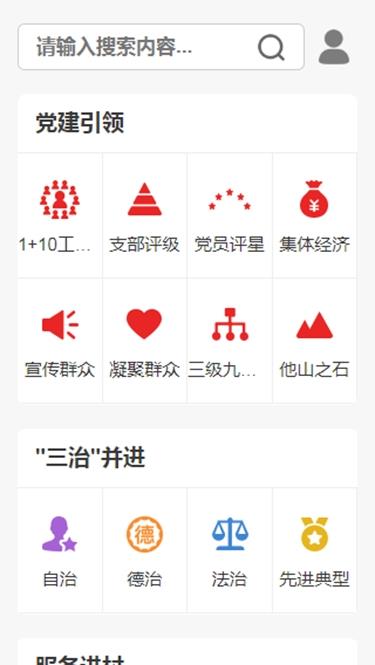 请输入搜索内容...
党建引领
1+10工...
支部评级
党员评星
集体经济
宣传群众
凝聚群众
三级九...
他山之石
"三治"并进
德
自治
德治
法治
先进典型